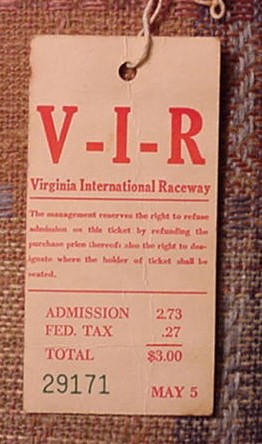 V-I-R
Virginia International Raceway
The management reserves the right to refuse
admission on this ticket by refunding the
purchase price thereof; also the right to des-
ignate where the holder of ticket shall be
seated.
ADMISSION 2.73
FED. TAX .27
TOTAL $3.00
29171 MAY 5